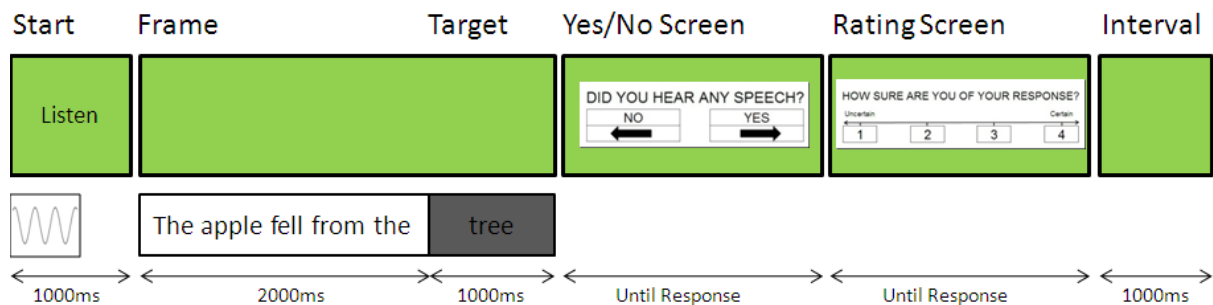 Start Frame Target Yes/No Screen Rating Screen Interval
Listen
DID YOU HEAR ANY SPEECH?
NO YES
HOW SURE ARE YOU OF YOUR RESPONSE?
Uncertain Certain
1 2 3 4
The apple fell from the tree
1000ms 2000ms 1000ms Until Response Until Response 1000ms